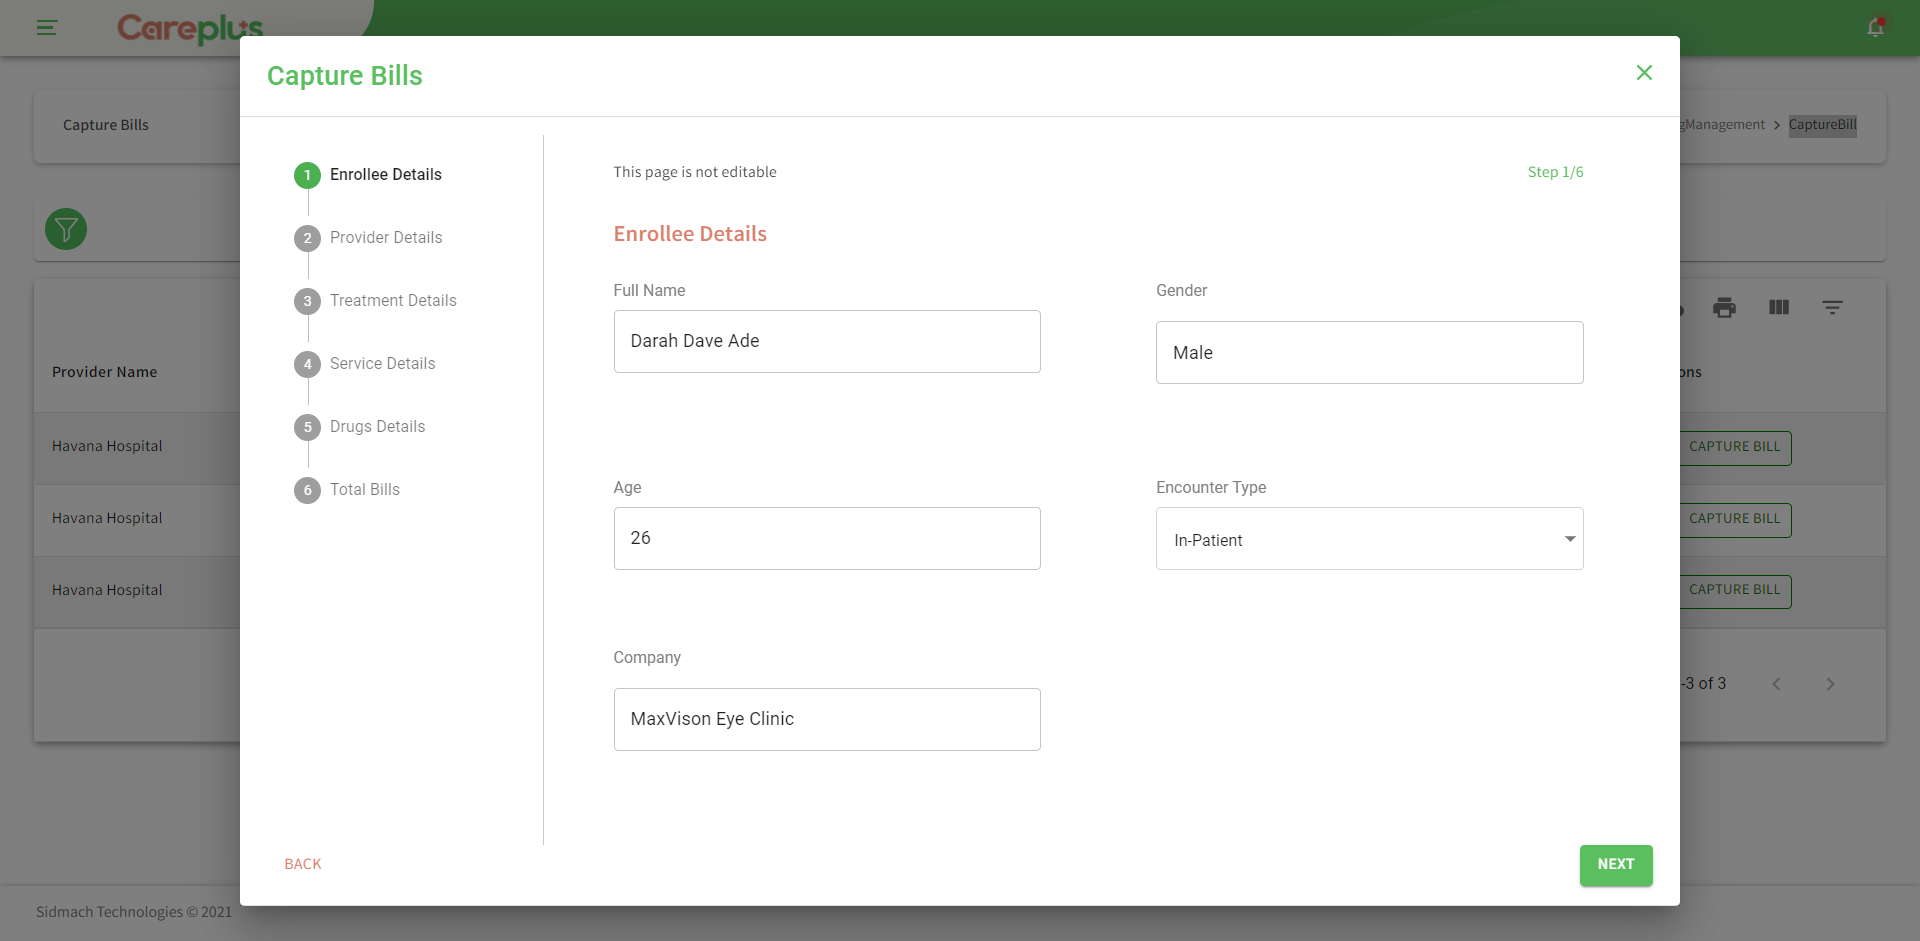 Careplus
Capture Bills
Capture Bills
gManagement > CaptureBill
1 Enrollee Details
2 Provider Details
3 Treatment Details
4 Service Details
5 Drugs Details
6 Total Bills
This page is not editable
Step 1/6
Enrollee Details
Full Name
Gender
Darah Dave Ade
Male
Age
Encounter Type
26
In-Patient
Company
MaxVison Eye Clinic
BACK
NEXT
Provider Name
ons
Havana Hospital
CAPTURE BILL
Havana Hospital
CAPTURE BILL
Havana Hospital
CAPTURE BILL
-3 of 3
Sidmach Technologies © 2021